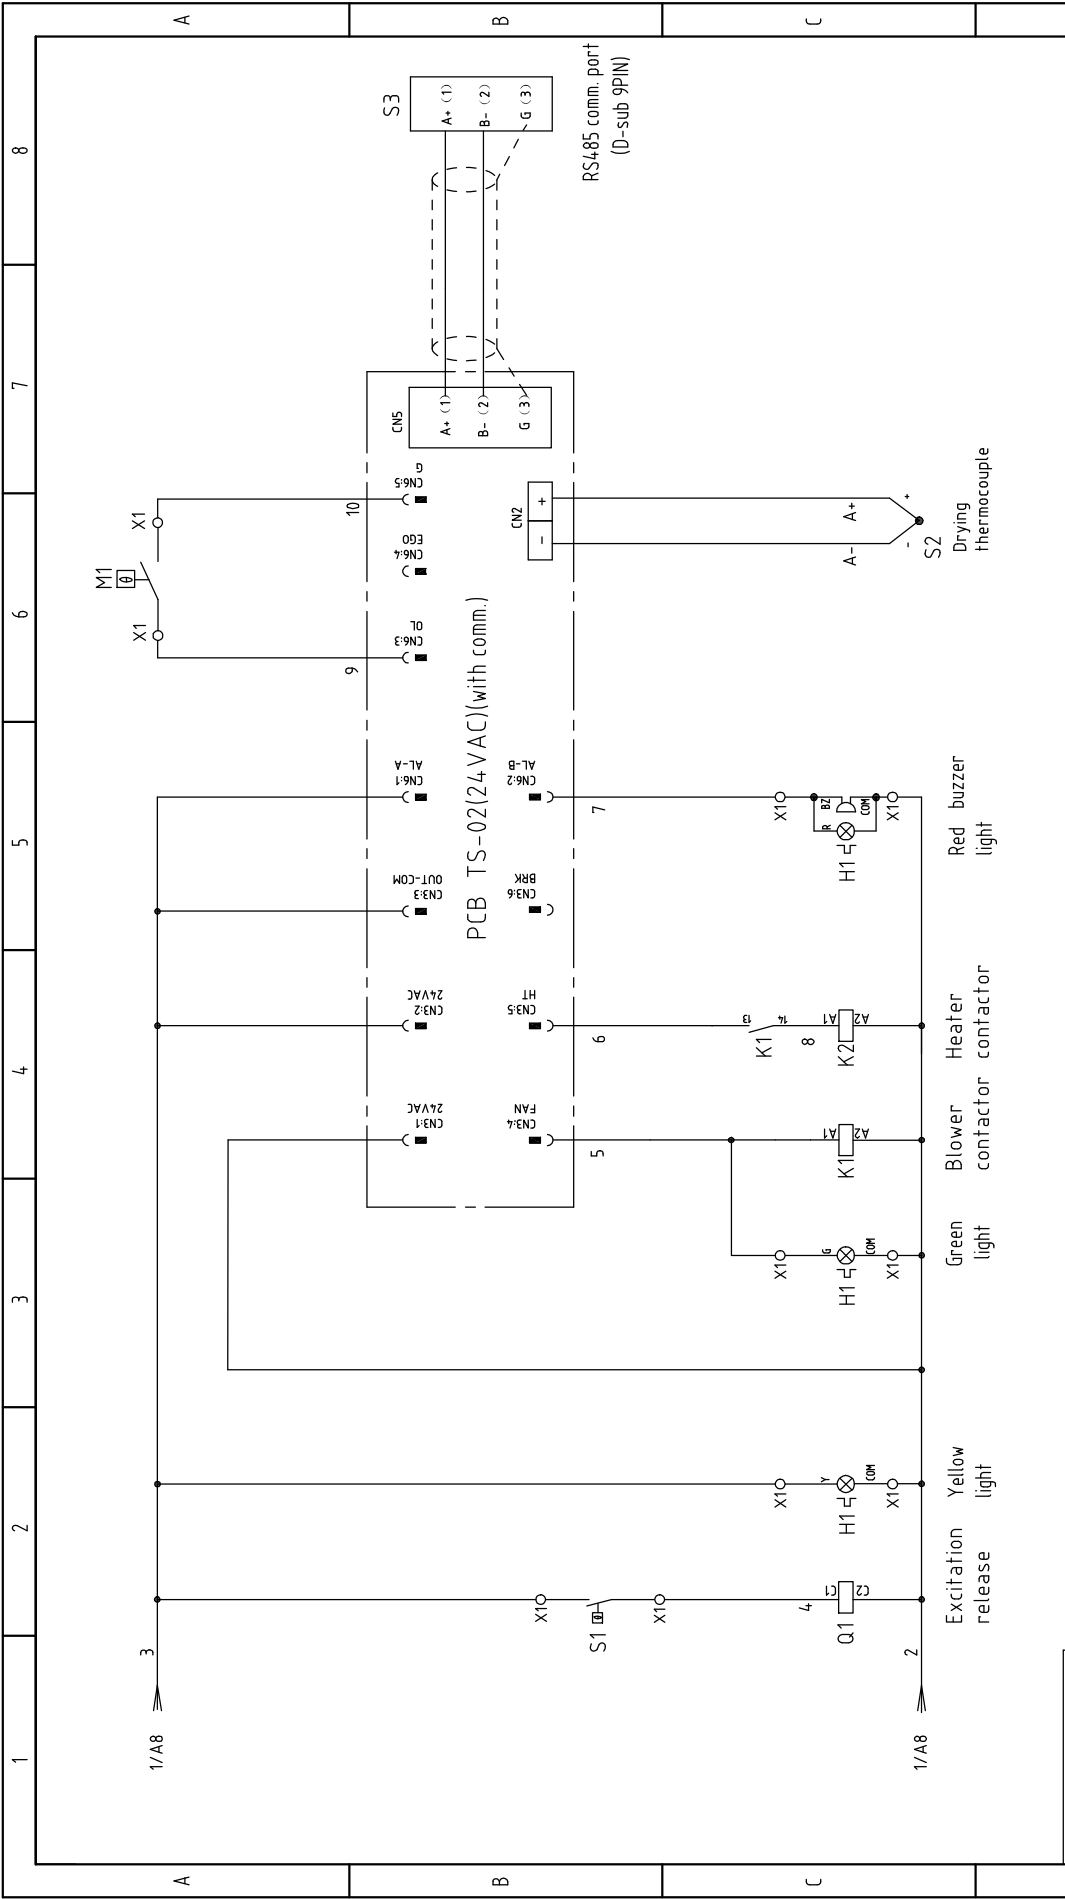 1
2
3
4
5
6
7
8
A
A
B
B
C
C
1/A8
3
1/A8
2
X1
S1
θ
X1
4
C1
Q1
C2
Excitation
release
X1
Y
H1
COM
X1
Yellow
light
X1
G
H1
COM
X1
Green
light
CN3:1
24VAC
CN3:4
FAN
5
A1
K1
A2
Blower
contactor
CN3:2
24VAC
CN3:5
HT
6
13
K1
14
8
A1
K2
A2
Heater
contactor
CN3:3
OUT-COM
CN3:6
BRK
PCB TS-02(24VAC)(with comm.)
CN6:1
AL-A
CN6:2
AL-B
7
X1
R
BZ
H1
COM
X1
Red buzzer
light
X1
M1
θ
X1
9
10
CN6:3
OL
CN6:4
EGO
CN6:5
G
CN2
-
+
A-
A+
-
+
S2
Drying
thermocouple
CN5
A+ (1)
B- (2)
G (3)
S3
A+ (1)
B- (2)
G (3)
RS485 comm. port
(D-sub 9PIN)